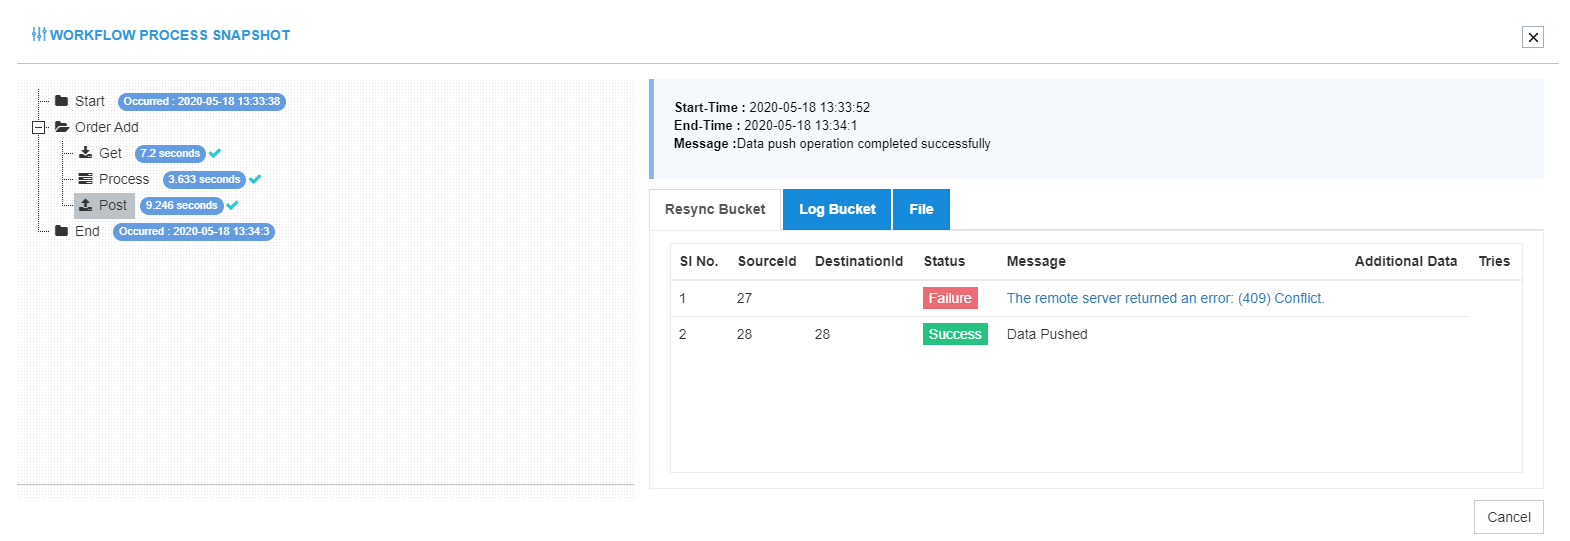 WORKFLOW PROCESS SNAPSHOT
Start Occurred : 2020-05-18 13:33:38
Order Add
Get 7.2 seconds
Process 3.633 seconds
Post 9.246 seconds
End Occurred : 2020-05-18 13:34:3
Start-Time : 2020-05-18 13:33:52
End-Time : 2020-05-18 13:34:1
Message :Data push operation completed successfully
Resync Bucket Log Bucket File
Sl No. SourceId DestinationId Status Message Additional Data Tries
1 27 Failure The remote server returned an error: (409) Conflict.
2 28 28 Success Data Pushed
Cancel